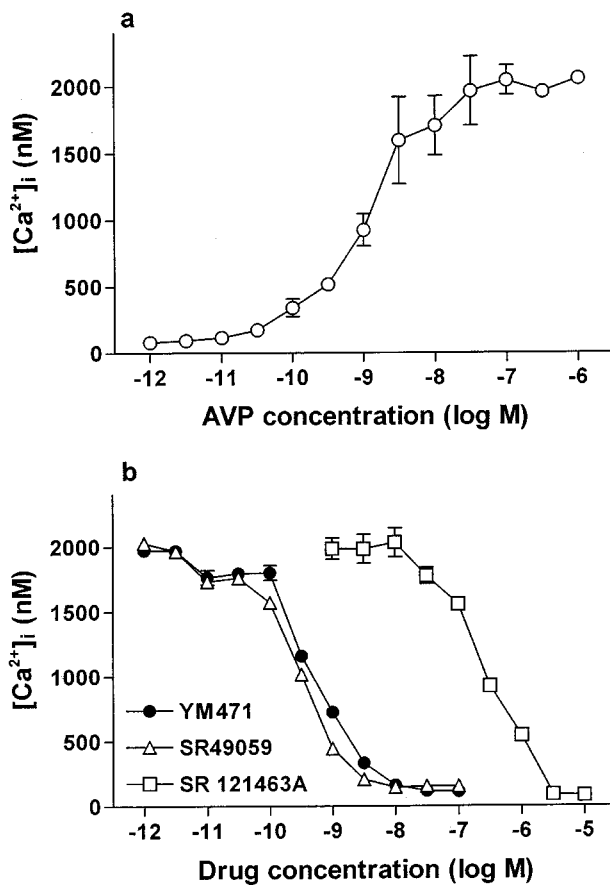 a
[Ca²⁺]i (nM)
2000
1500
1000
500
0
-12 -11 -10 -9 -8 -7 -6
AVP concentration (log M)
b
[Ca²⁺]i (nM)
2000
1500
1000
500
0
YM471
SR49059
SR 121463A
-12 -11 -10 -9 -8 -7 -6 -5
Drug concentration (log M)